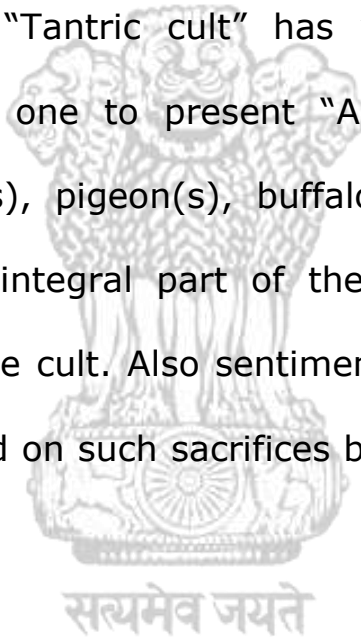 “Tantric cult” has
one to present “A
s), pigeon(s), buffalo
integral part of the
e cult. Also sentimen
d on such sacrifices b
सत्यमेव जयते